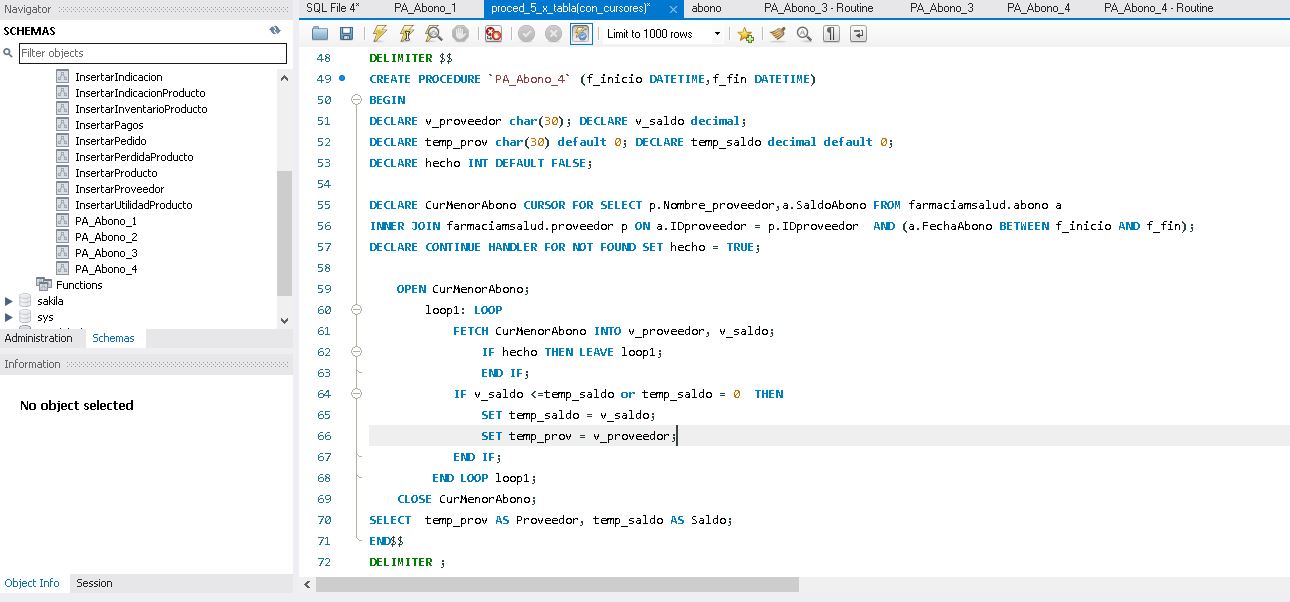 Navigator
SCHEMAS
Filter objects
InsertarIndicacion
InsertarIndicacionProducto
InsertarInventarioProducto
InsertarPagos
InsertarPedido
InsertarPerdidaProducto
InsertarProducto
InsertarProveedor
InsertarUtilidadProducto
PA_Abono_1
PA_Abono_2
PA_Abono_3
PA_Abono_4
Functions
sakila
sys
Administration Schemas
Information
No object selected
Object Info Session
SQL File 4* PA_Abono_1 proced_5_x_tabla(con_cursores)* abono PA_Abono_3 - Routine PA_Abono_3 PA_Abono_4 PA_Abono_4 - Routine
Limit to 1000 rows
48 DELIMITER $$
49 CREATE PROCEDURE `PA_Abono_4` (f_inicio DATETIME,f_fin DATETIME)
50 BEGIN
51 DECLARE v_proveedor char(30); DECLARE v_saldo decimal;
52 DECLARE temp_prov char(30) default 0; DECLARE temp_saldo decimal default 0;
53 DECLARE hecho INT DEFAULT FALSE;
54
55 DECLARE CurMenorAbono CURSOR FOR SELECT p.Nombre_proveedor,a.SaldoAbono FROM farmaciamsalud.abono a
56 INNER JOIN farmaciamsalud.proveedor p ON a.IDproveedor = p.IDproveedor AND (a.FechaAbono BETWEEN f_inicio AND f_fin);
57 DECLARE CONTINUE HANDLER FOR NOT FOUND SET hecho = TRUE;
58
59 OPEN CurMenorAbono;
60 loop1: LOOP
61 FETCH CurMenorAbono INTO v_proveedor, v_saldo;
62 IF hecho THEN LEAVE loop1;
63 END IF;
64 IF v_saldo <=temp_saldo or temp_saldo = 0 THEN
65 SET temp_saldo = v_saldo;
66 SET temp_prov = v_proveedor;
67 END IF;
68 END LOOP loop1;
69 CLOSE CurMenorAbono;
70 SELECT temp_prov AS Proveedor, temp_saldo AS Saldo;
71 END$$
72 DELIMITER ;